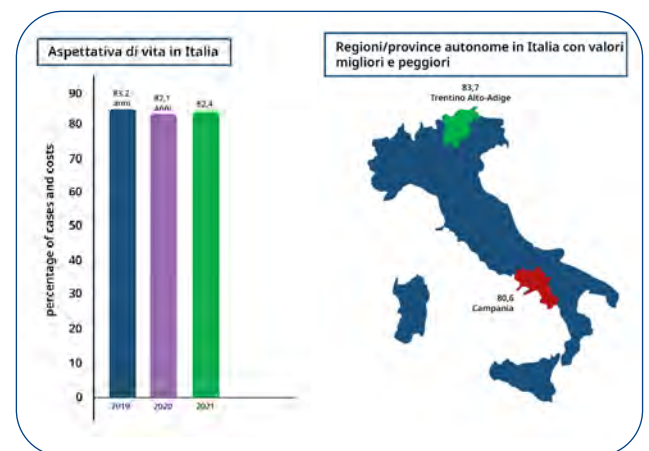 Aspettativa di vita in Italia
percentage of cases and costs
90
80
70
60
50
40
30
20
10
0
83,2
anni
82,1
anni
82,4
2019
2020
2021
Regioni/province autonome in Italia con valori
migliori e peggiori
83,7
Trentino Alto-Adige
80,6
Campania